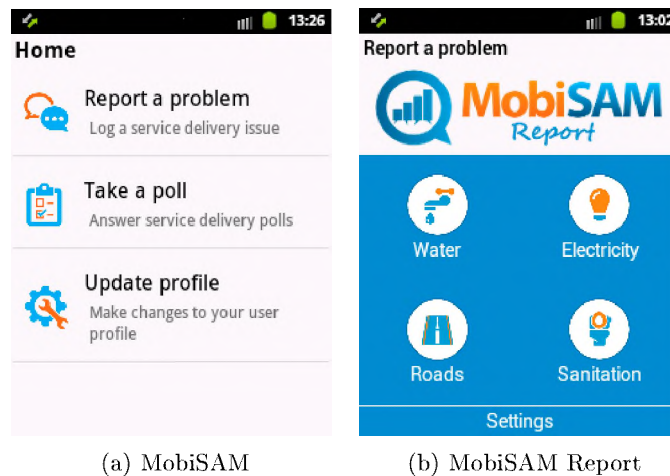 13:26
Home
Report a problem
Log a service delivery issue
Take a poll
Answer service delivery polls
Update profile
Make changes to your user
profile
(a) MobiSAM
13:02
Report a problem
MobiSAM
Report
Water
Electricity
Roads
Sanitation
Settings
(b) MobiSAM Report